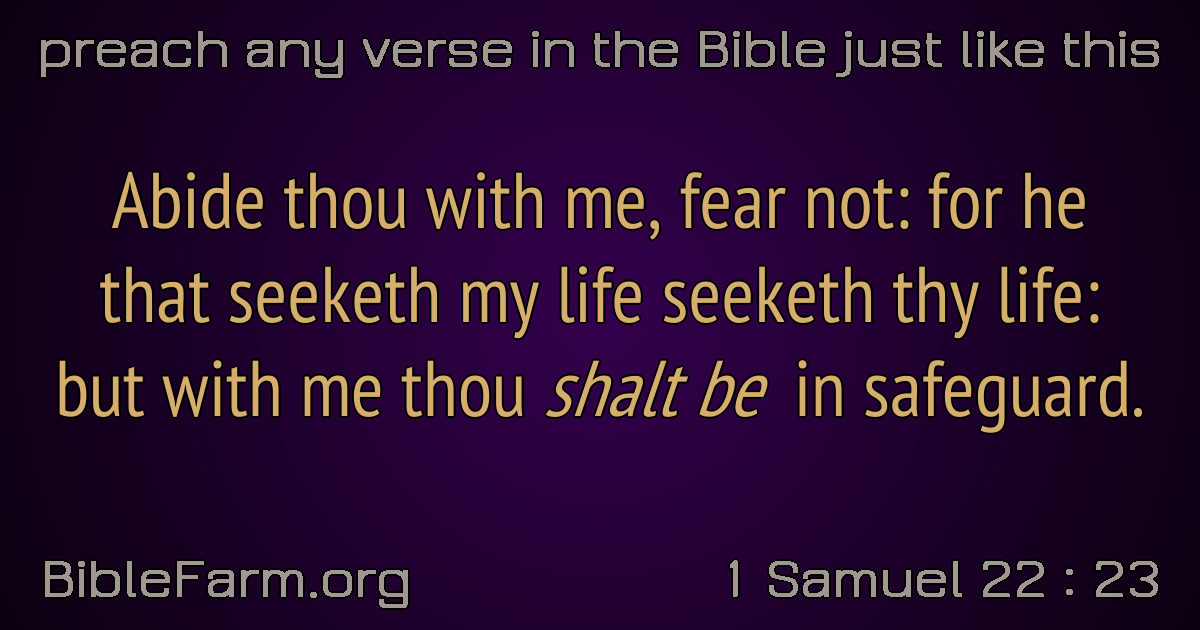 preach any verse in the Bible just like this
Abide thou with me, fear not: for he
that seeketh my life seeketh thy life:
but with me thou shalt be in safeguard.
BibleFarm.org
1 Samuel 22 : 23